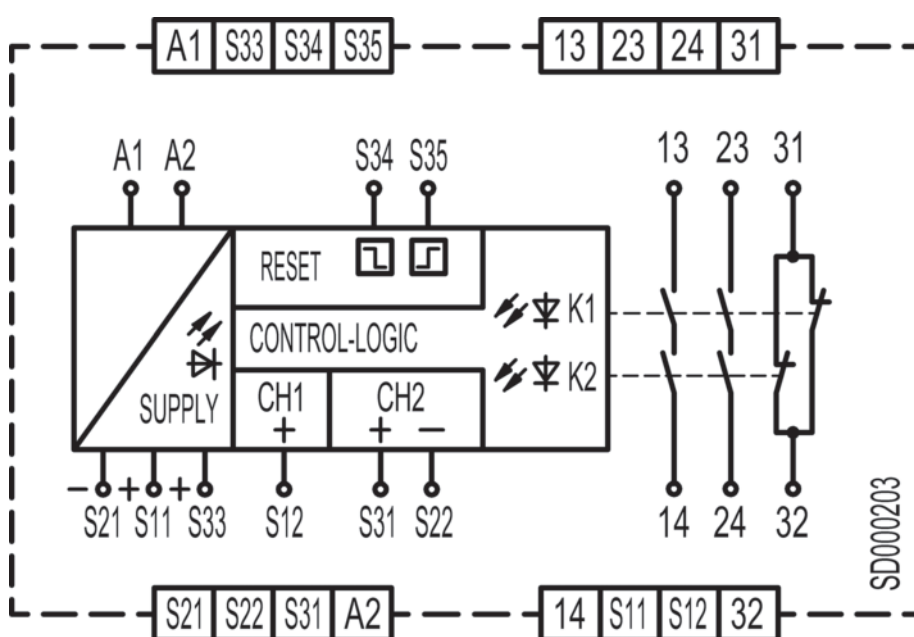 A1 S33 S34 S35 13 23 24 31
A1 A2 S34 S35 13 23 31
RESET
K1
CONTROL-LOGIC
K2
SUPPLY CH1 CH2
+ + −
− + +
S21 S11 S33 S12 S31 S22 14 24 32
SD000203
S21 S22 S31 A2 14 S11 S12 32